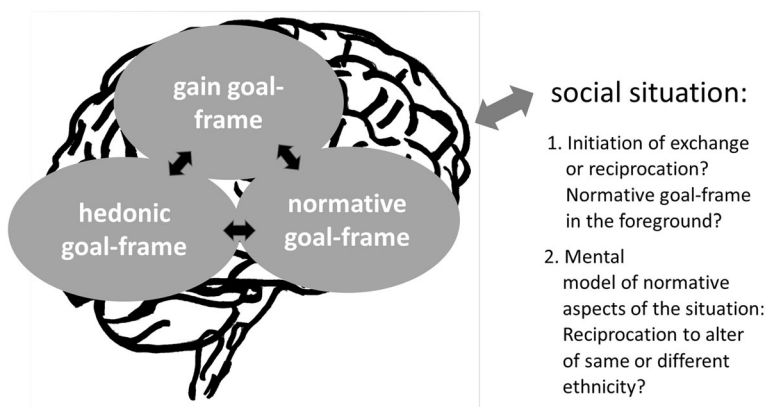 gain goal-
frame
hedonic
goal-frame
normative
goal-frame
social situation:
1. Initiation of exchange
or reciprocation?
Normative goal-frame
in the foreground?
2. Mental
model of normative
aspects of the situation:
Reciprocation to alter
of same or different
ethnicity?